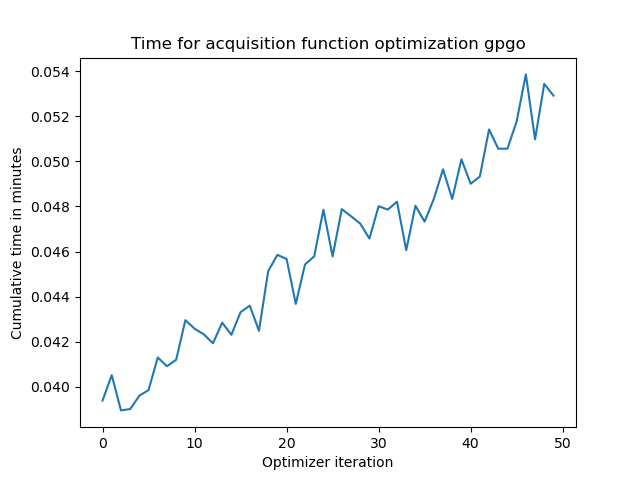 Time for acquisition function optimization gpgo
0.054
0.052
0.050
0.048
0.046
0.044
0.042
0.040
Cumulative time in minutes
0 10 20 30 40 50
Optimizer iteration